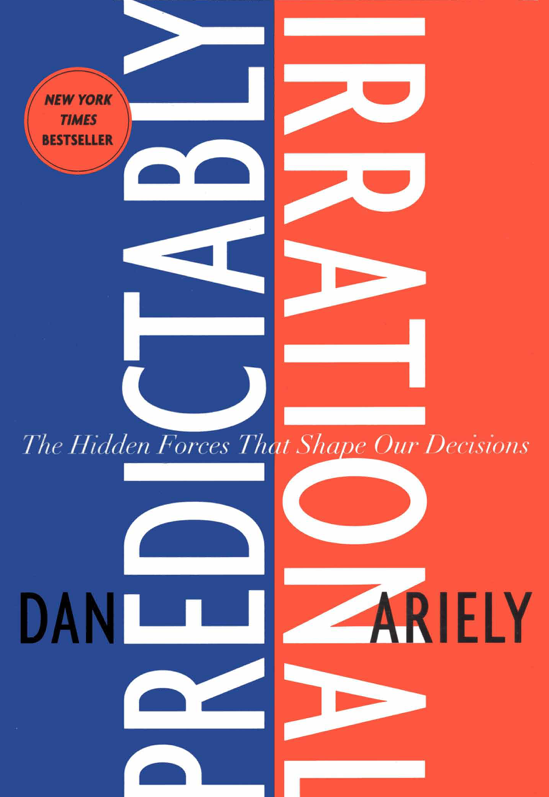 NEW YORK
TIMES
BESTSELLER
PREDICTABLY
IRRATIONAL
The Hidden Forces That Shape Our Decisions
DAN ARIELY